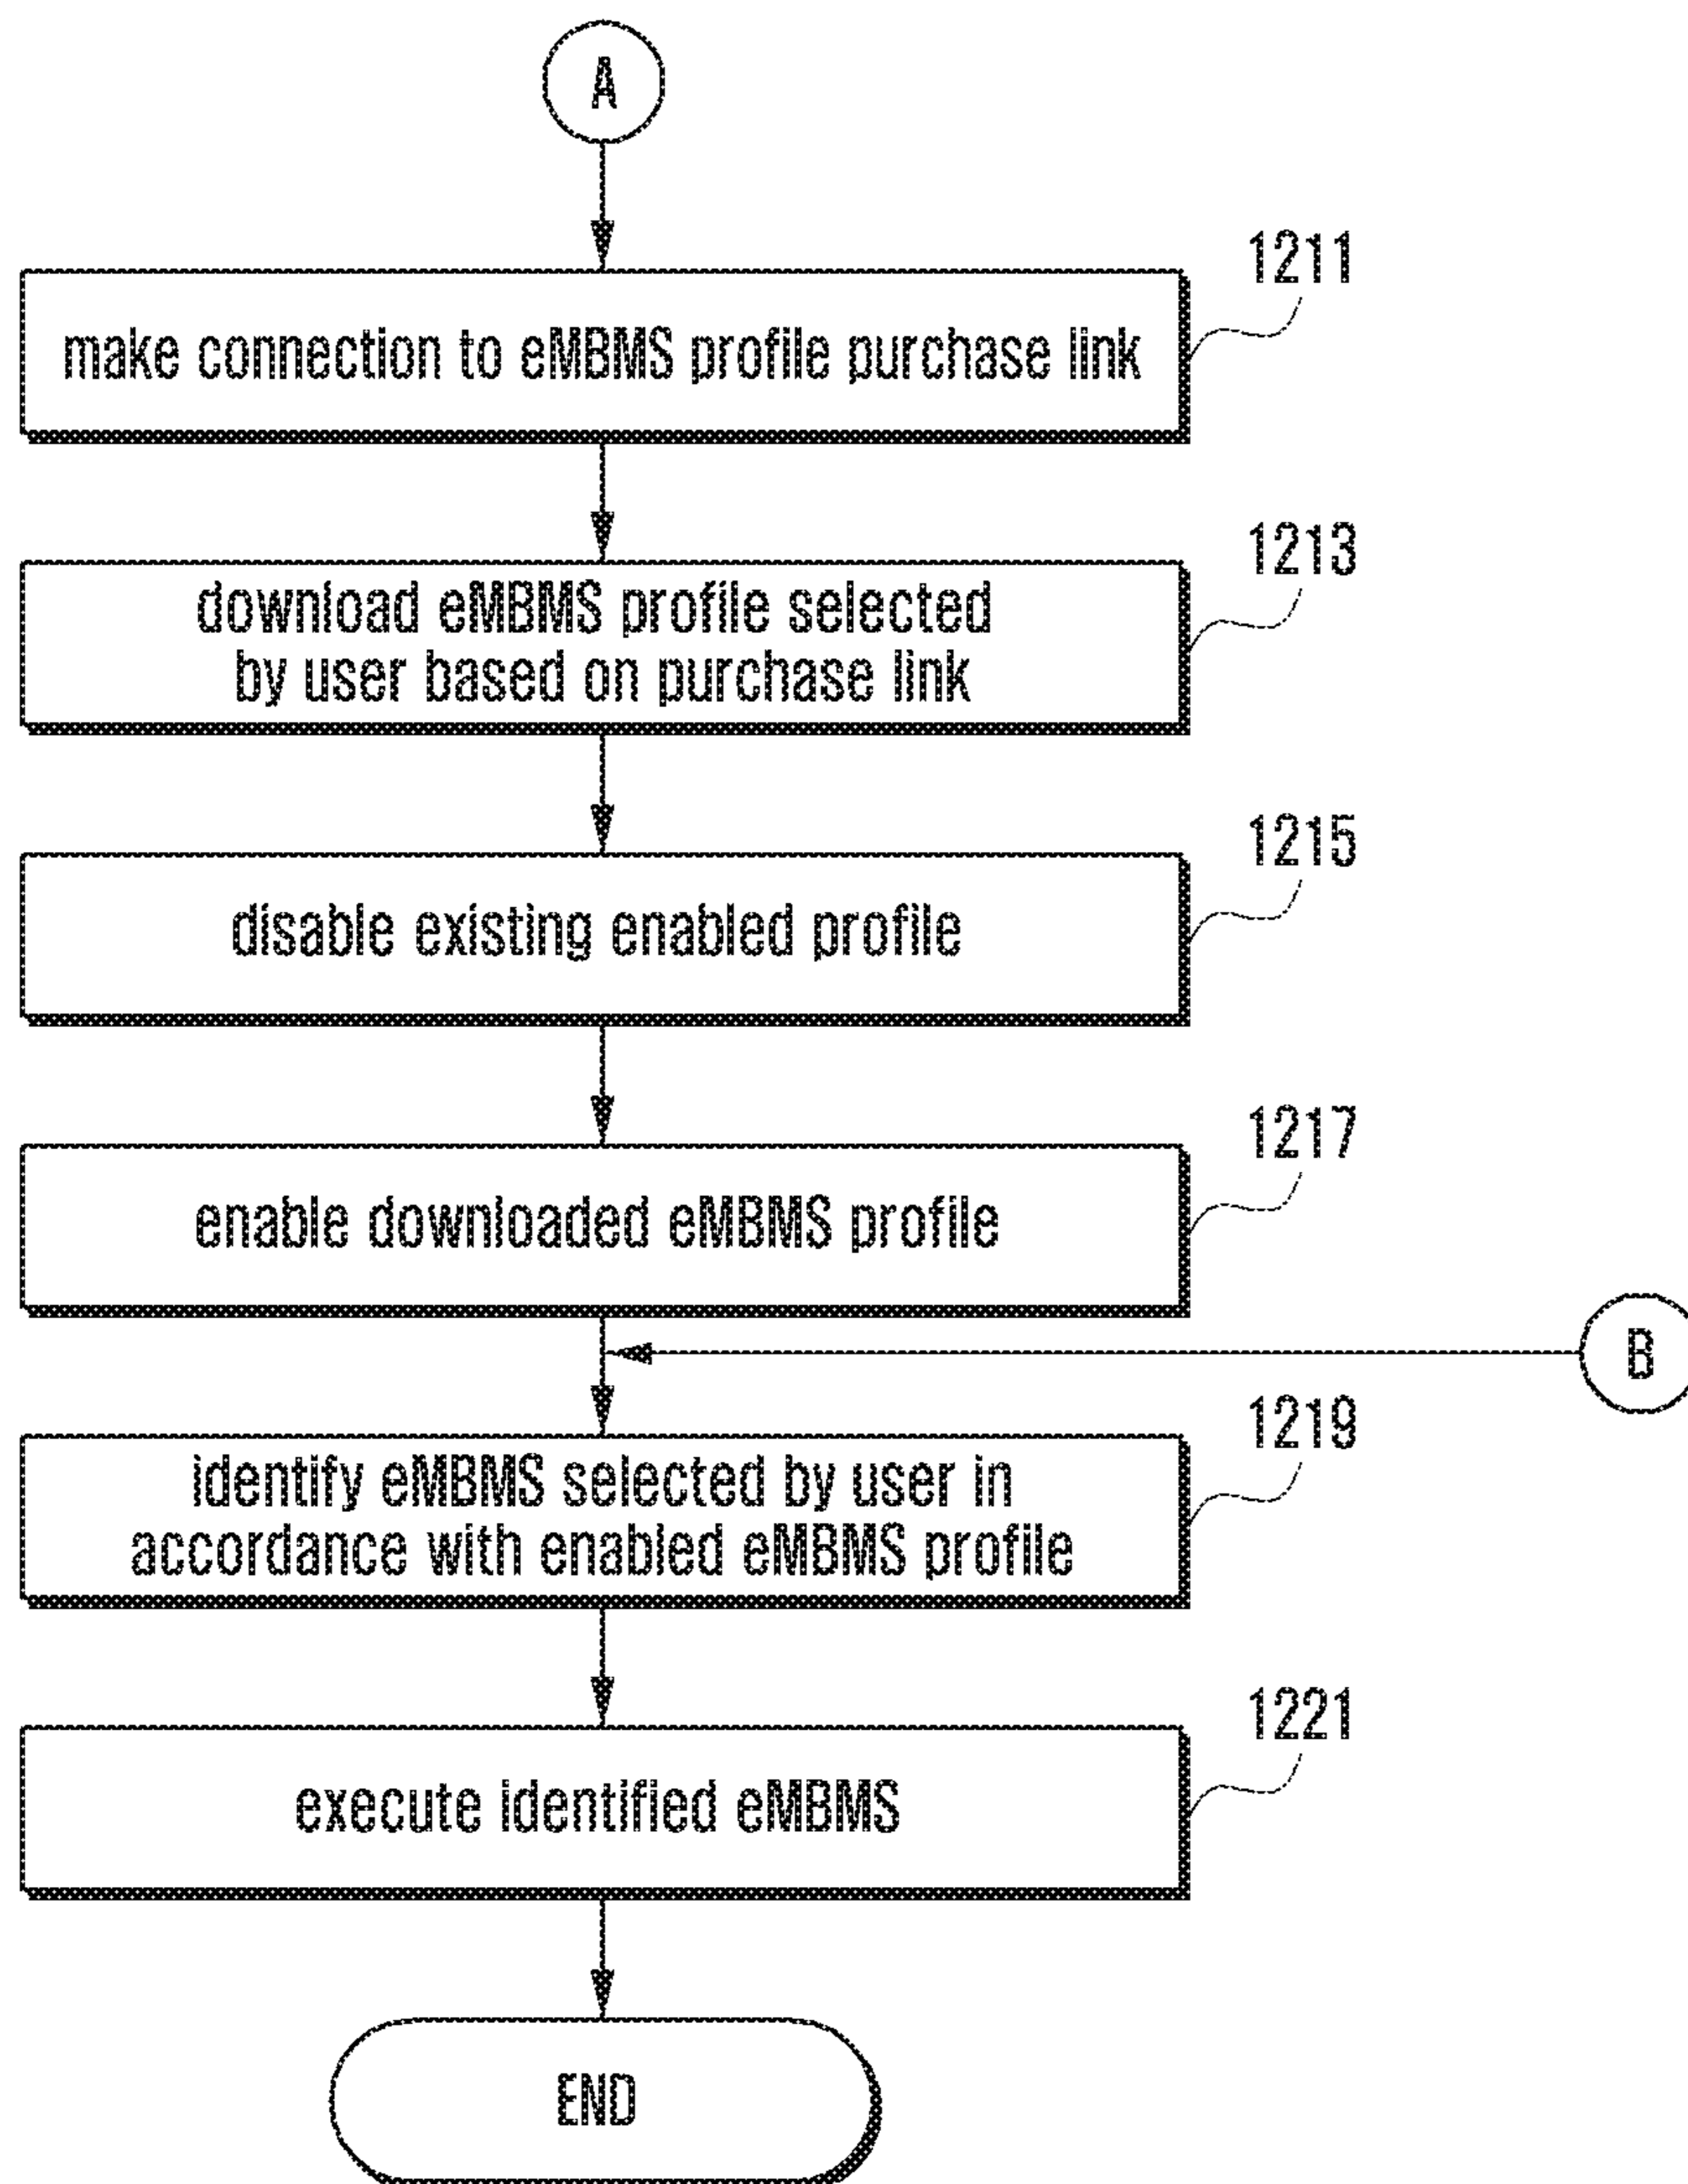 A
1211
make connection to eMBMS profile purchase link
1213
download eMBMS profile selected
by user based on purchase link
1215
disable existing enabled profile
1217
enable downloaded eMBMS profile
B
1219
identify eMBMS selected by user in
accordance with enabled eMBMS profile
1221
execute identified eMBMS
END